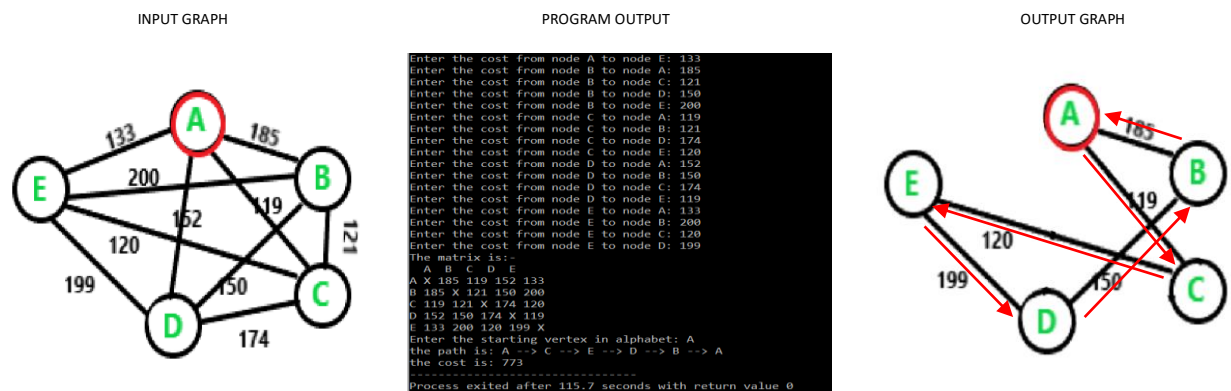 INPUT GRAPH
PROGRAM OUTPUT
OUTPUT GRAPH
A
B
C
D
E
133
185
200
152
119
121
120
199
150
174
Enter the cost from node A to node E: 133
Enter the cost from node B to node A: 185
Enter the cost from node B to node C: 121
Enter the cost from node B to node D: 150
Enter the cost from node B to node E: 200
Enter the cost from node C to node A: 119
Enter the cost from node C to node B: 121
Enter the cost from node C to node D: 174
Enter the cost from node C to node E: 120
Enter the cost from node D to node A: 152
Enter the cost from node D to node B: 150
Enter the cost from node D to node C: 174
Enter the cost from node D to node E: 119
Enter the cost from node E to node A: 133
Enter the cost from node E to node B: 200
Enter the cost from node E to node C: 120
Enter the cost from node E to node D: 199
The matrix is:-
A B C D E
A X 185 119 152 133
B 185 X 121 150 200
C 119 121 X 174 120
D 152 150 174 X 119
E 133 200 120 199 X
Enter the starting vertex in alphabet: A
the path is: A --> C --> E --> D --> B --> A
the cost is: 773
--------------------------------
Process exited after 115.7 seconds with return value 0
A
B
C
D
E
185
119
120
199
150